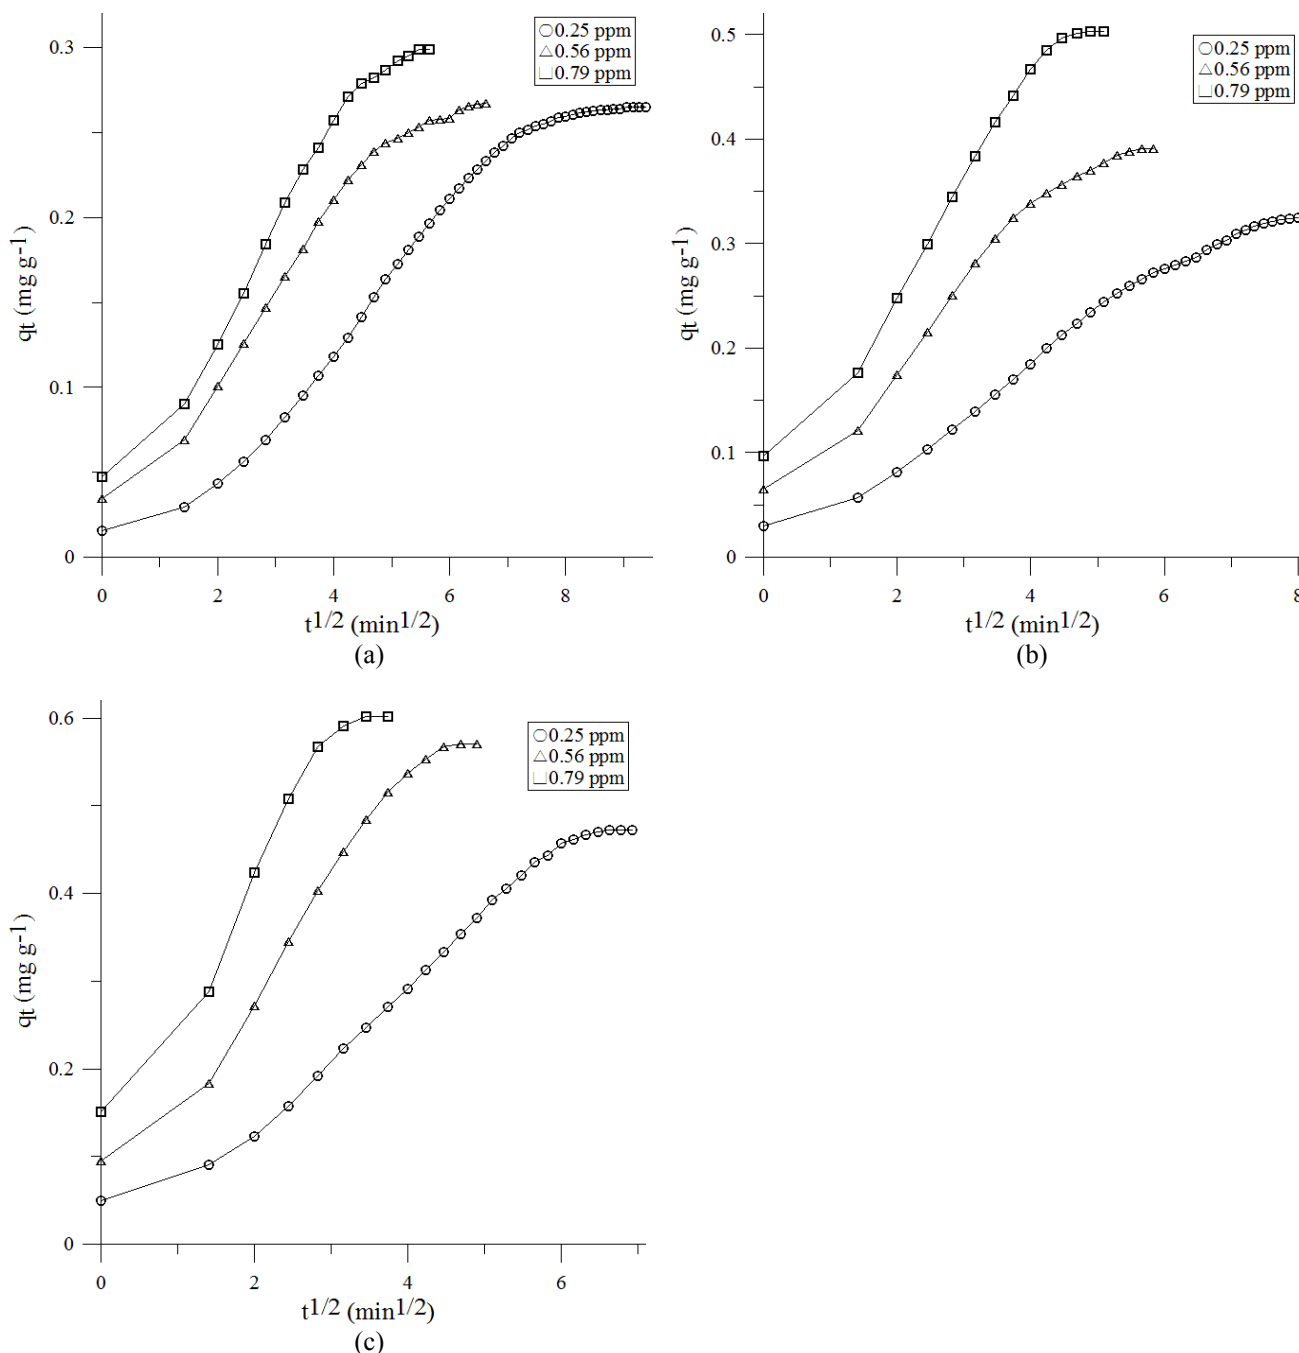 0.3
0.2
0.1
0
qt (mg g-1)
○0.25 ppm
△0.56 ppm
□0.79 ppm
0 2 4 6 8
t1/2 (min1/2)
(a)
0.5
0.4
0.3
0.2
0.1
0
qt (mg g-1)
○0.25 ppm
△0.56 ppm
□0.79 ppm
0 2 4 6 8
t1/2 (min1/2)
(b)
0.6
0.4
0.2
0
qt (mg g-1)
○0.25 ppm
△0.56 ppm
□0.79 ppm
0 2 4 6
t1/2 (min1/2)
(c)